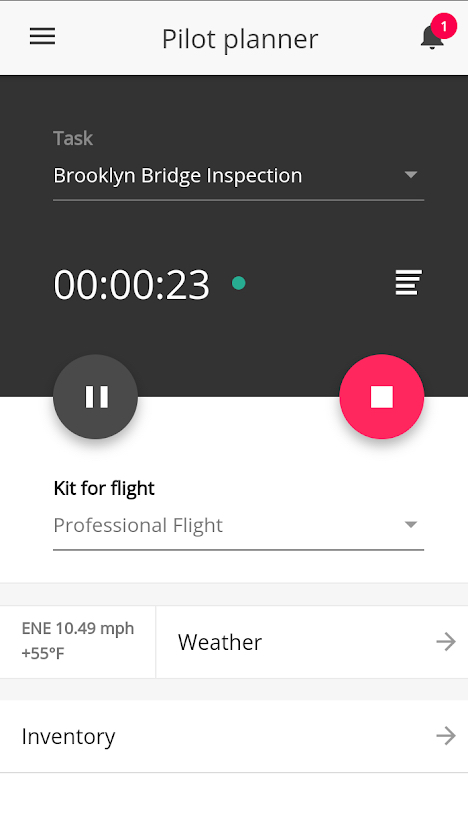 Pilot planner
1
Task
Brooklyn Bridge Inspection
00:00:23
Kit for flight
Professional Flight
ENE 10.49 mph
+55°F
Weather
Inventory